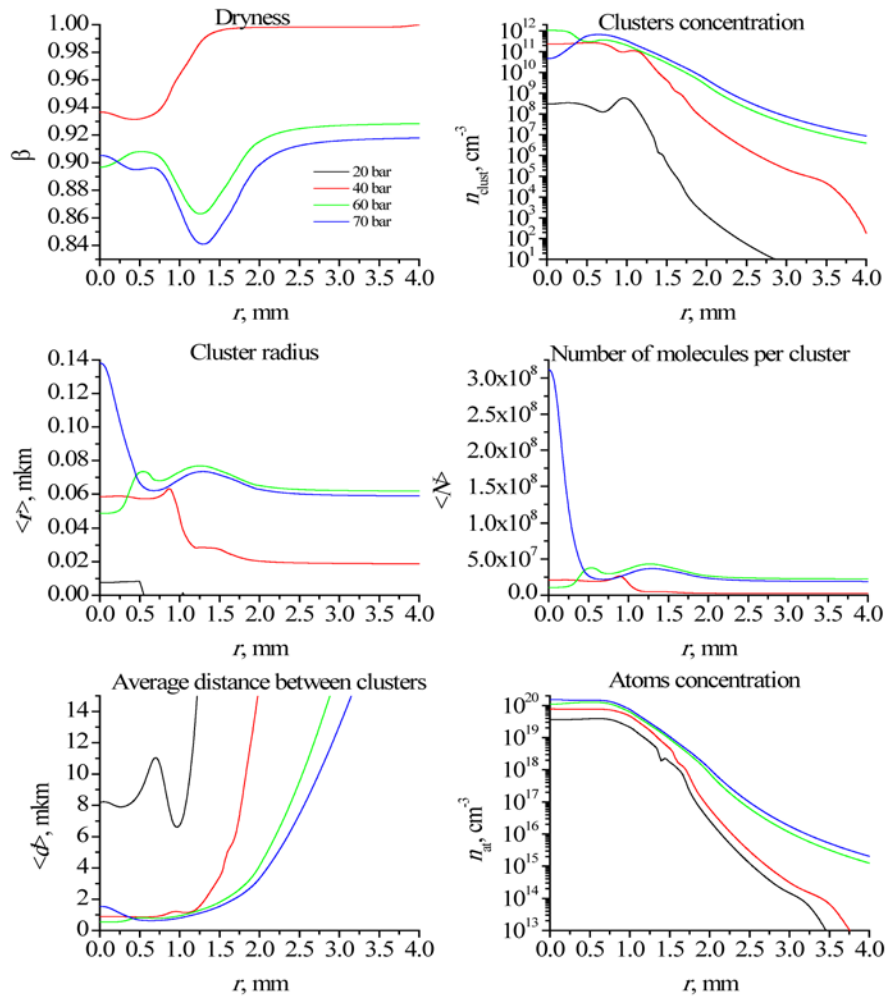 Dryness
1.00
0.98
0.96
0.94
0.92
0.90
0.88
0.86
0.84
β
20 bar
40 bar
60 bar
70 bar
0.0 0.5 1.0 1.5 2.0 2.5 3.0 3.5 4.0
r, mm
Clusters concentration
10^12
10^11
10^10
10^9
10^8
10^7
10^6
10^5
10^4
10^3
10^2
10^1
n_clust, cm^-3
0.0 0.5 1.0 1.5 2.0 2.5 3.0 3.5 4.0
r, mm
Cluster radius
0.14
0.12
0.10
0.08
0.06
0.04
0.02
0.00
<r>, mkm
0.0 0.5 1.0 1.5 2.0 2.5 3.0 3.5 4.0
r, mm
Number of molecules per cluster
3.0x10^8
2.5x10^8
2.0x10^8
1.5x10^8
1.0x10^8
5.0x10^7
0.0
<N>
0.0 0.5 1.0 1.5 2.0 2.5 3.0 3.5 4.0
r, mm
Average distance between clusters
14
12
10
8
6
4
2
0
<d>, mkm
0.0 0.5 1.0 1.5 2.0 2.5 3.0 3.5 4.0
r, mm
Atoms concentration
10^20
10^19
10^18
10^17
10^16
10^15
10^14
10^13
n_at, cm^-3
0.0 0.5 1.0 1.5 2.0 2.5 3.0 3.5 4.0
r, mm